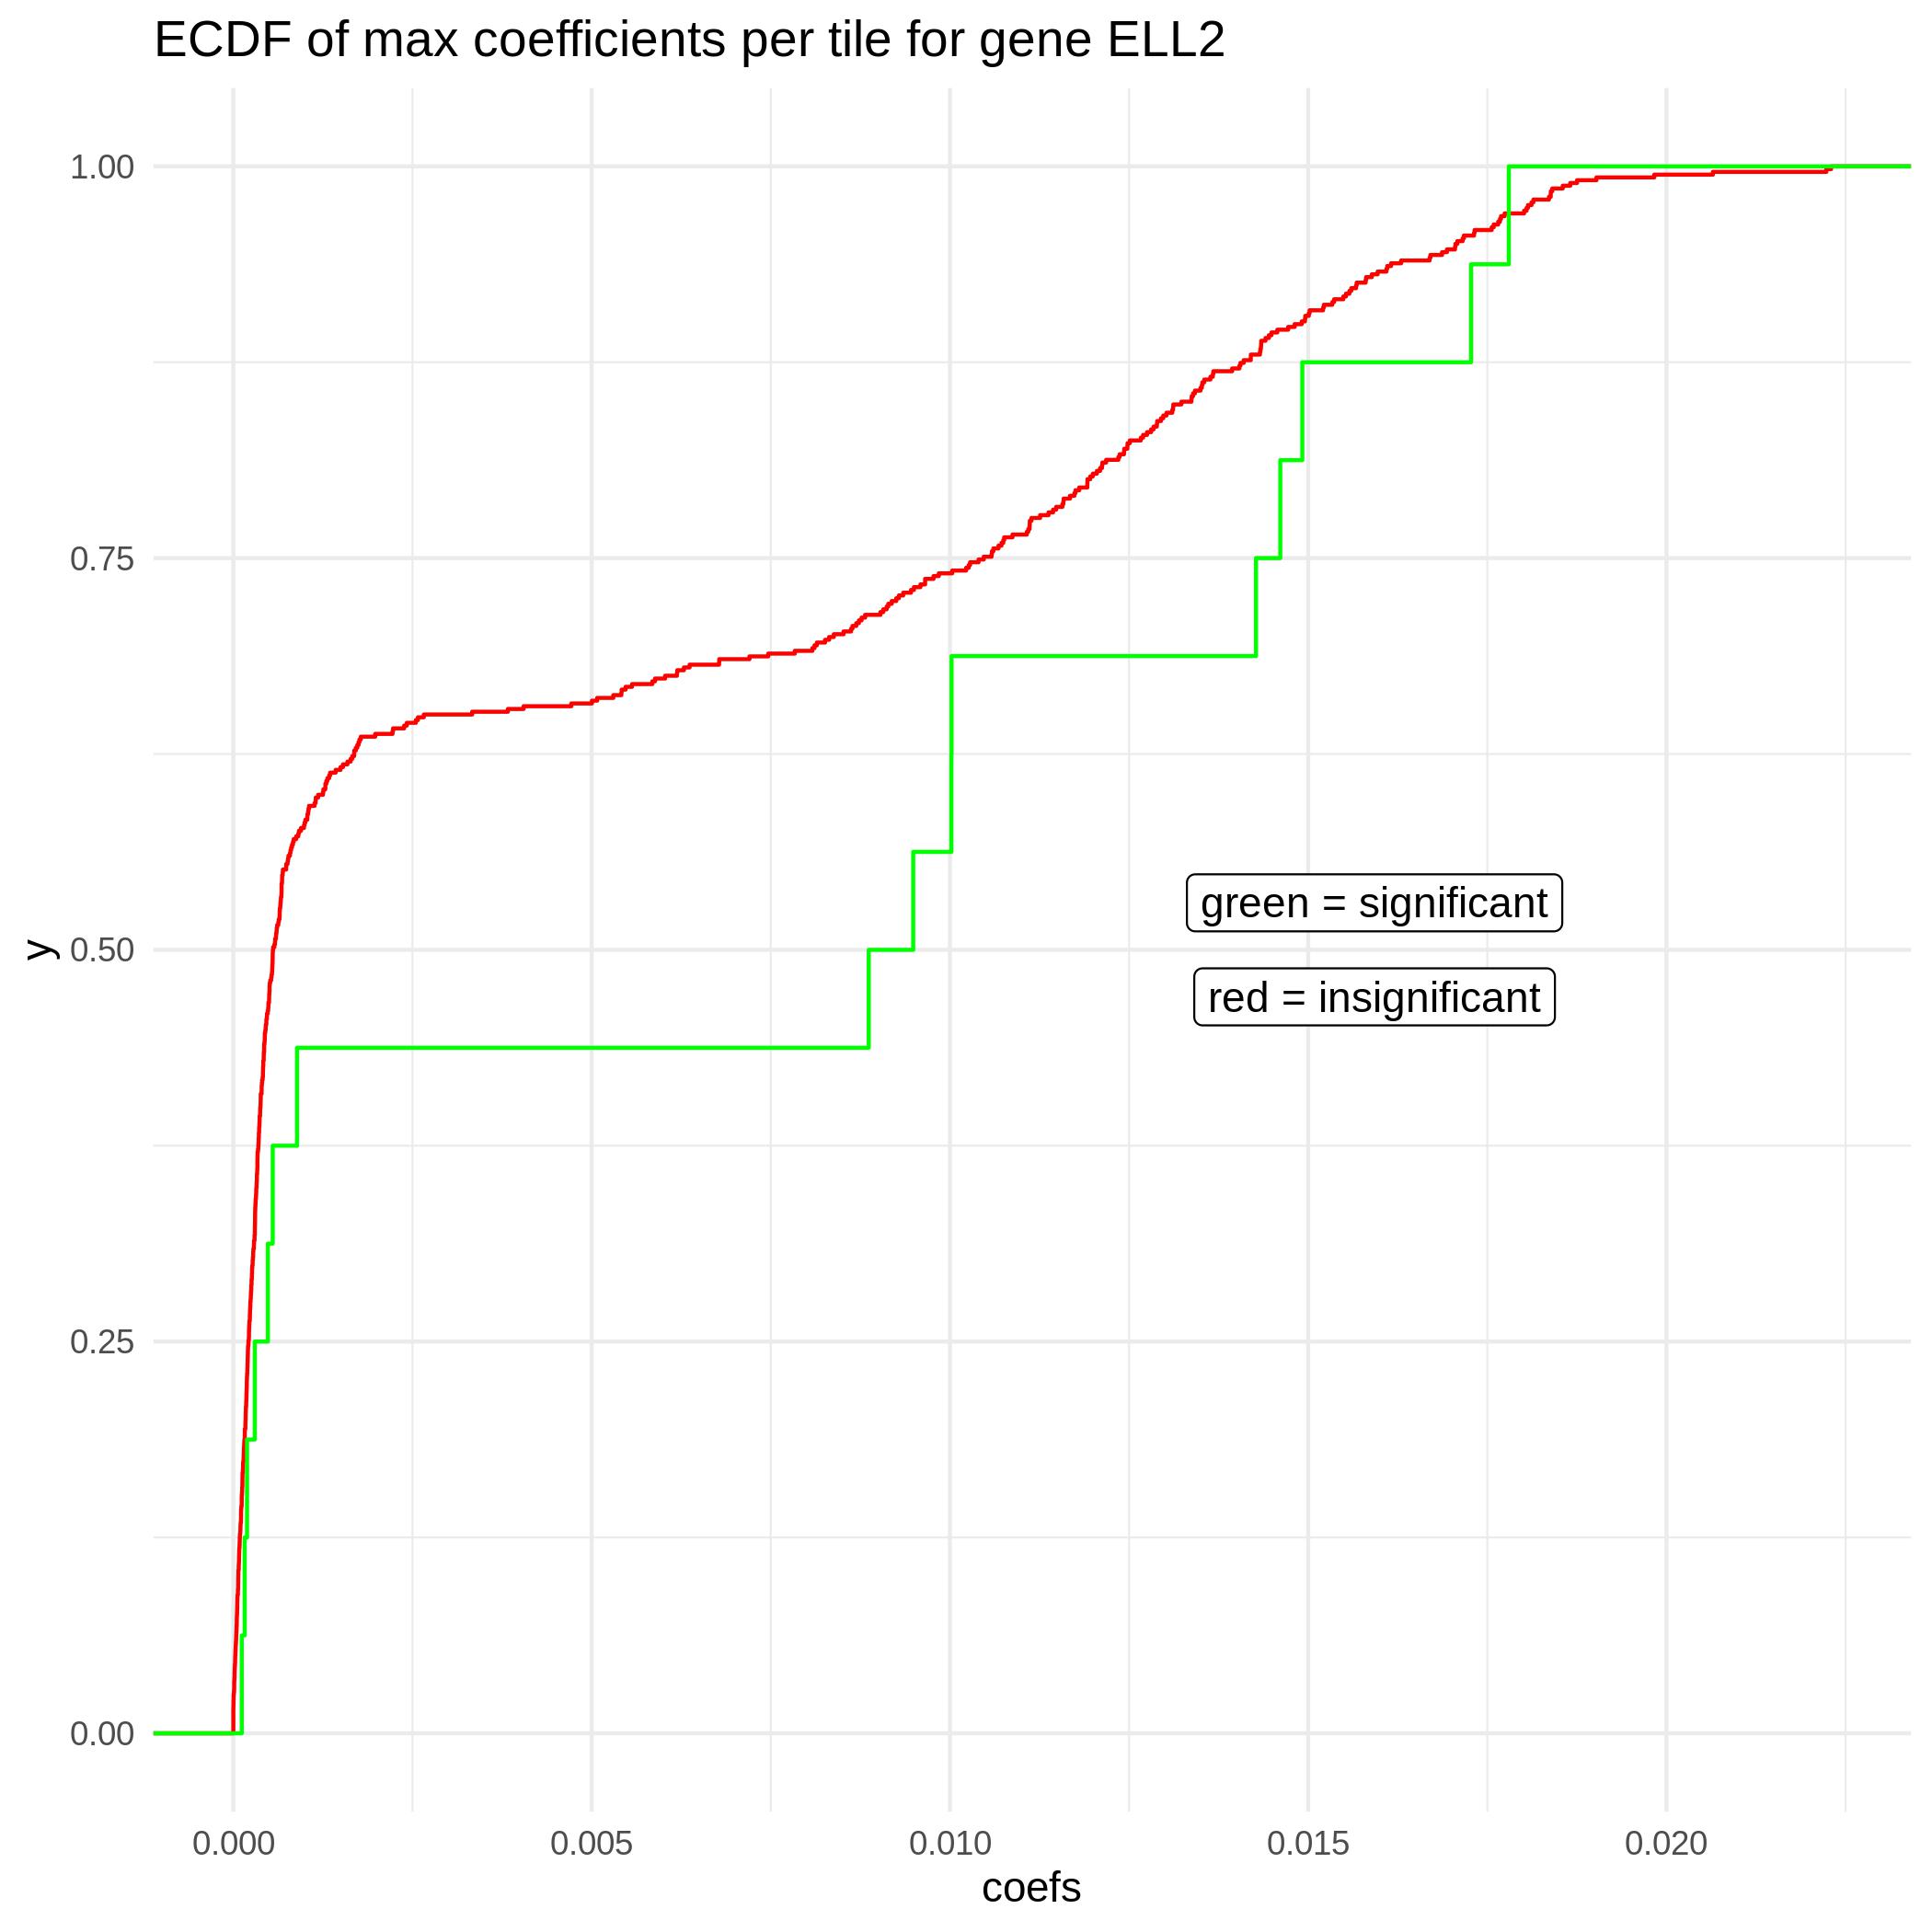 ECDF of max coefficients per tile for gene ELL2
1.00
0.75
0.50
0.25
0.00
y
green = significant
red = insignificant
0.000 0.005 0.010 0.015 0.020
coefs